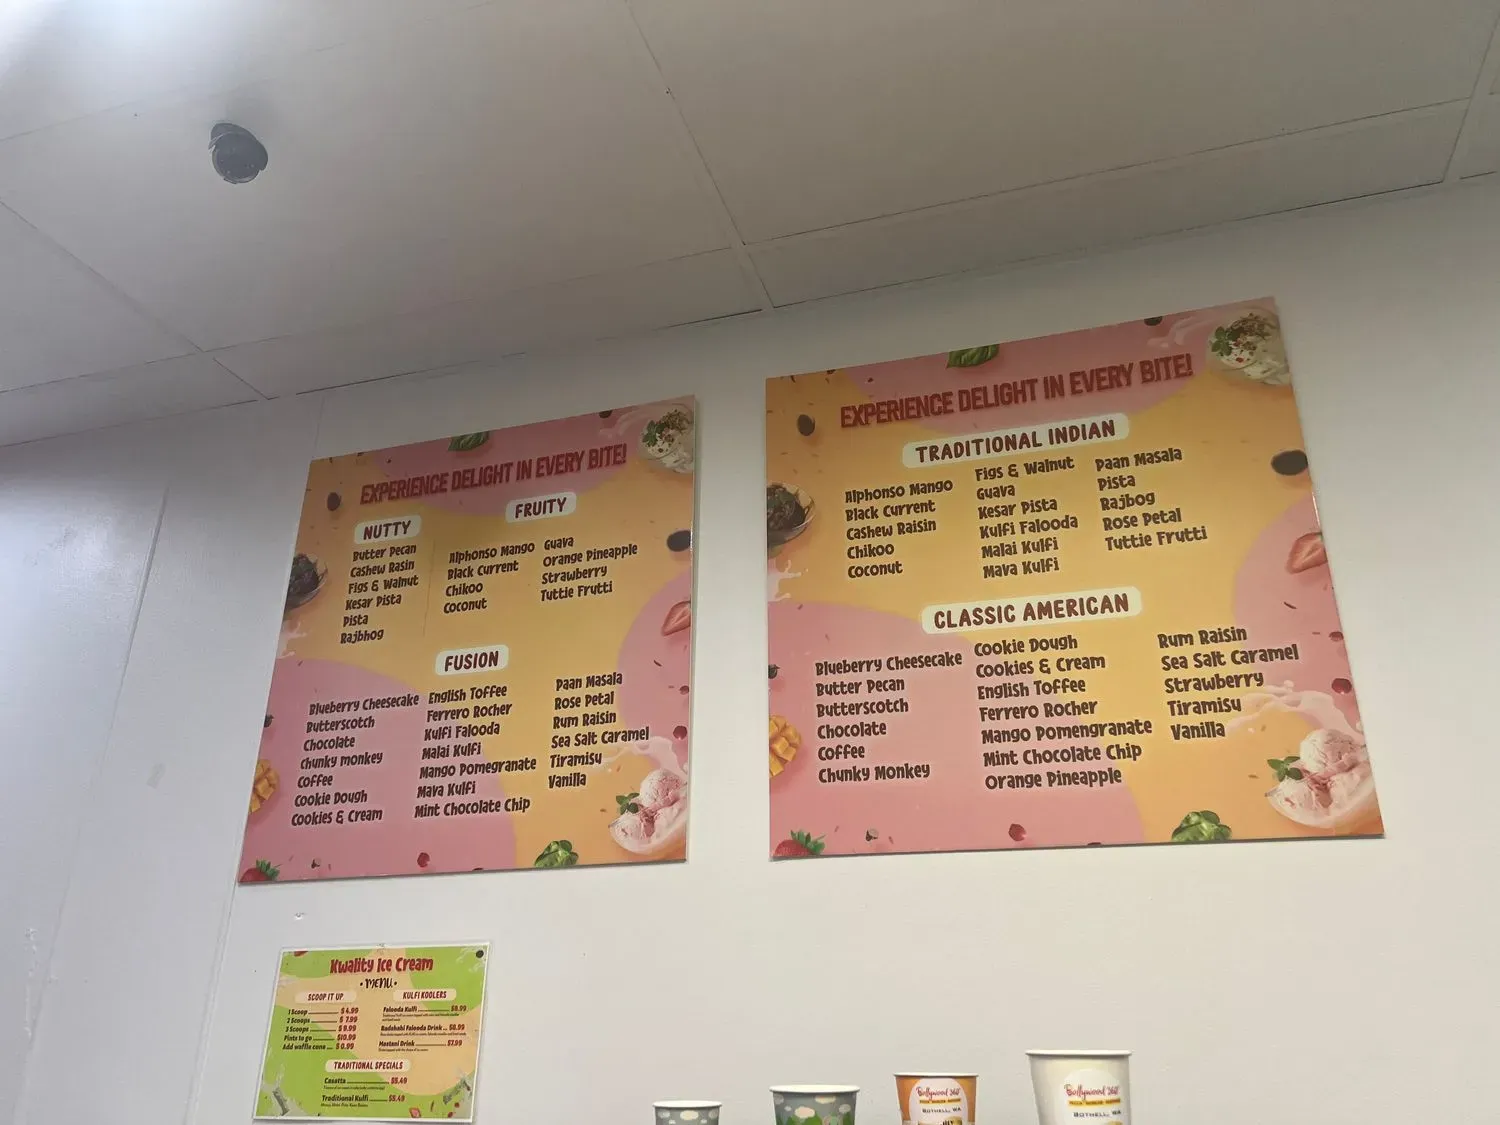 EXPERIENCE DELIGHT IN EVERY BITE!
NUTTY
Butter Pecan
Cashew Rasin
Figs & Walnut
Kesar Pista
Pista
Rajbhog
FRUITY
Alphonso Mango
Black Current
Chikoo
Coconut
Guava
Orange Pineapple
Strawberry
Tuttie Frutti
FUSION
Blueberry Cheesecake
Butterscotch
Chocolate
Chunky Monkey
Coffee
Cookie Dough
Cookies & Cream
English Toffee
Ferrero Rocher
Kulfi Falooda
Malai Kulfi
Mango Pomegranate
Mava Kulfi
Mint Chocolate Chip
Paan Masala
Rose Petal
Rum Raisin
Sea Salt Caramel
Tiramisu
Vanilla
EXPERIENCE DELIGHT IN EVERY BITE!
TRADITIONAL INDIAN
Alphonso Mango
Black Current
Cashew Raisin
Chikoo
Coconut
Figs & Walnut
Guava
Kesar Pista
Kulfi Falooda
Malai Kulfi
Mava Kulfi
Paan Masala
Pista
Rajbog
Rose Petal
Tuttie Frutti
CLASSIC AMERICAN
Blueberry Cheesecake
Butter Pecan
Butterscotch
Chocolate
Coffee
Chunky Monkey
Cookie Dough
Cookies & Cream
English Toffee
Ferrero Rocher
Mango Pomengranate
Mint Chocolate Chip
Orange Pineapple
Rum Raisin
Sea Salt Caramel
Strawberry
Tiramisu
Vanilla
Kwality Ice Cream
• MENU •
SCOOP IT UP
1 Scoop $4.99
2 Scoops $7.99
3 Scoops $9.99
Pints to go $10.99
Add waffle cone $0.99
KULFI KOOLERS
Falooda Kulfi $9.99
Badshahi Falooda Drink $8.99
Mastani Drink $7.99
TRADITIONAL SPECIALS
Casatta $5.49
Traditional Kulfi $5.49
Bollywood 360°
BOTHELL, WA
Bollywood 360°
BOTHELL, WA